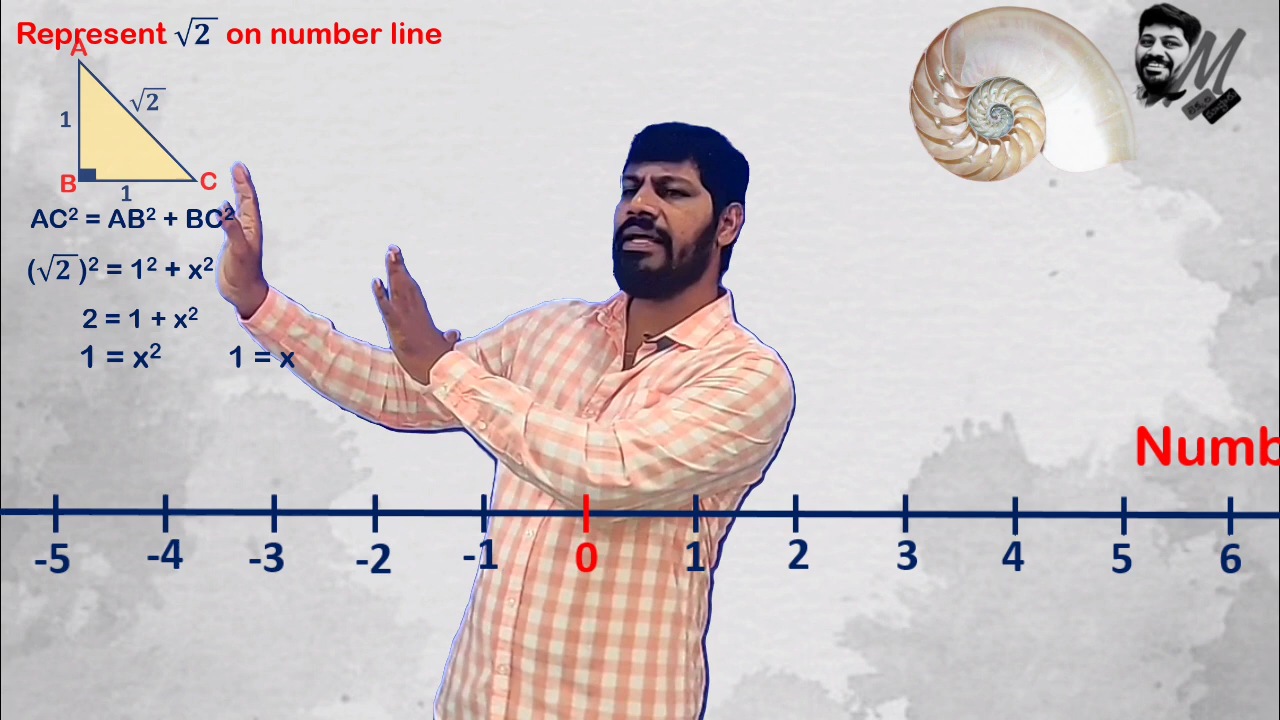 Represent √2 on number line
A
√2
1
B
C
1
AC² = AB² + BC²
(√2)² = 1² + x²
2 = 1 + x²
1 = x² 1 = x
Numb
-5 -4 -3 -2 -1 0 1 2 3 4 5 6
M